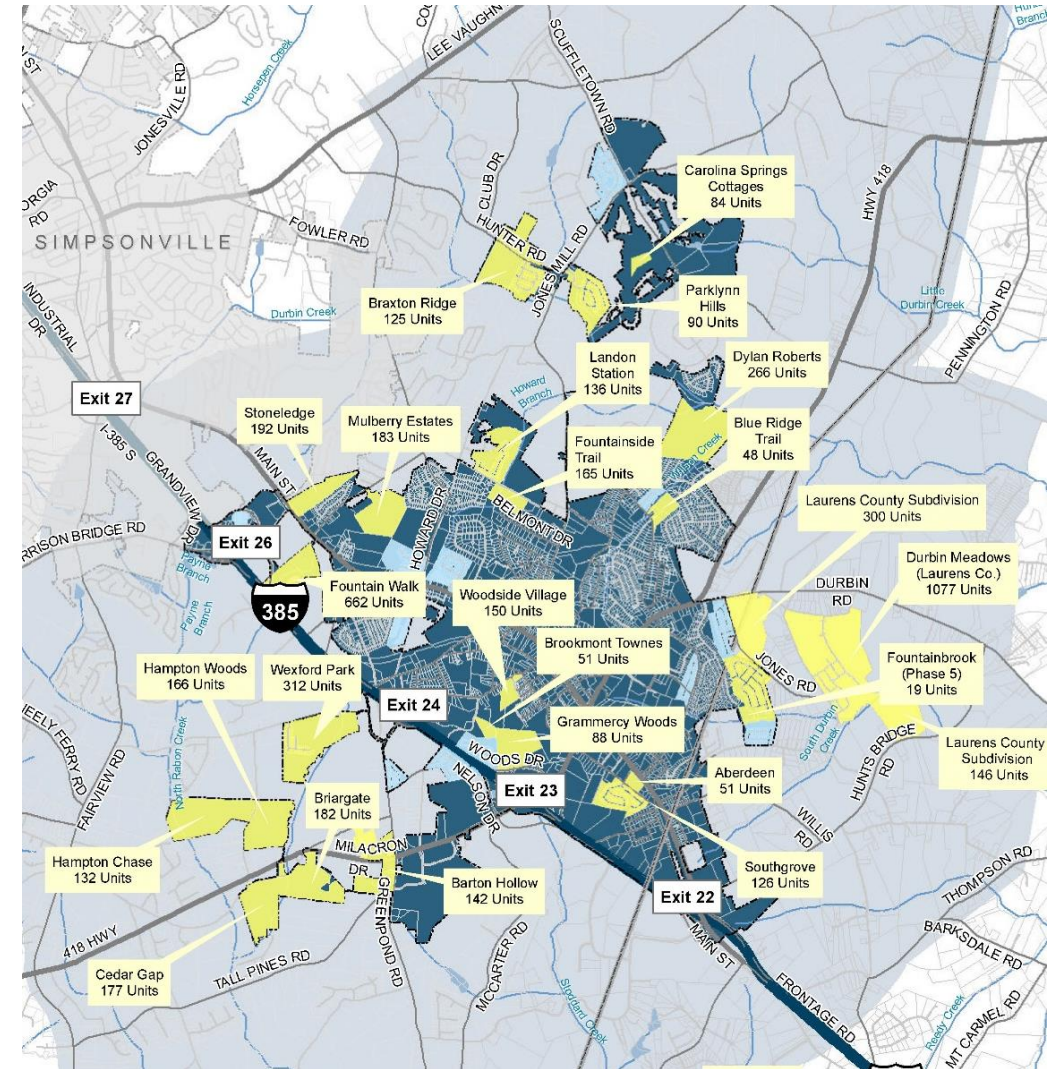 LEE VAUGHN
SCUFFLETOWN RD
Horsepen Creek
JONESVILLE RD
CLUB DR
HWY 418
Carolina Springs
Cottages
84 Units
FOWLER RD
HUNTER RD
JONES MILL RD
SIMPSONVILLE
Durbin Creek
Braxton Ridge
125 Units
Parklynn
Hills
90 Units
Little
Durbin Creek
PENNINGTON RD
INDUSTRIAL
DR
Exit 27
I-385 S
Landon
Station
136 Units
Howard
Branch
Dylan Roberts
266 Units
Stoneledge
192 Units
Mulberry Estates
183 Units
Fountainside
Trail
165 Units
Blue Ridge
Trail
48 Units
MAIN ST
GRANDVIEW DR
HOWARD DR
BELMONT DR
Laurens County Subdivision
300 Units
RRISON BRIDGE RD
Payne
Branch
Exit 26
385
Fountain Walk
662 Units
Woodside Village
150 Units
DURBIN
RD
Durbin Meadows
(Laurens Co.)
1077 Units
Payne
Branch
Brookmont Townes
51 Units
JONES RD
Fountainbrook
(Phase 5)
19 Units
Hampton Woods
166 Units
Wexford Park
312 Units
Exit 24
Grammercy Woods
88 Units
South Durbin
Creek
HUNTS BRIDGE
RD
Laurens County
Subdivision
146 Units
NEELY FERRY RD
FAIRVIEW RD
North Rabon Creek
WOODS DR
NELSON DR
Exit 23
Aberdeen
51 Units
WILLIS
RD
Briargate
182 Units
MILACRON
DR
Hampton Chase
132 Units
Barton Hollow
142 Units
GREENPOND RD
Southgrove
126 Units
Exit 22
THOMPSON RD
418 HWY
TALL PINES RD
MCCARTER RD
MAIN ST
BARKSDALE RD
Cedar Gap
177 Units
Stoddard Creek
FRONTAGE RD
Reedy Creek
MT CARMEL RD